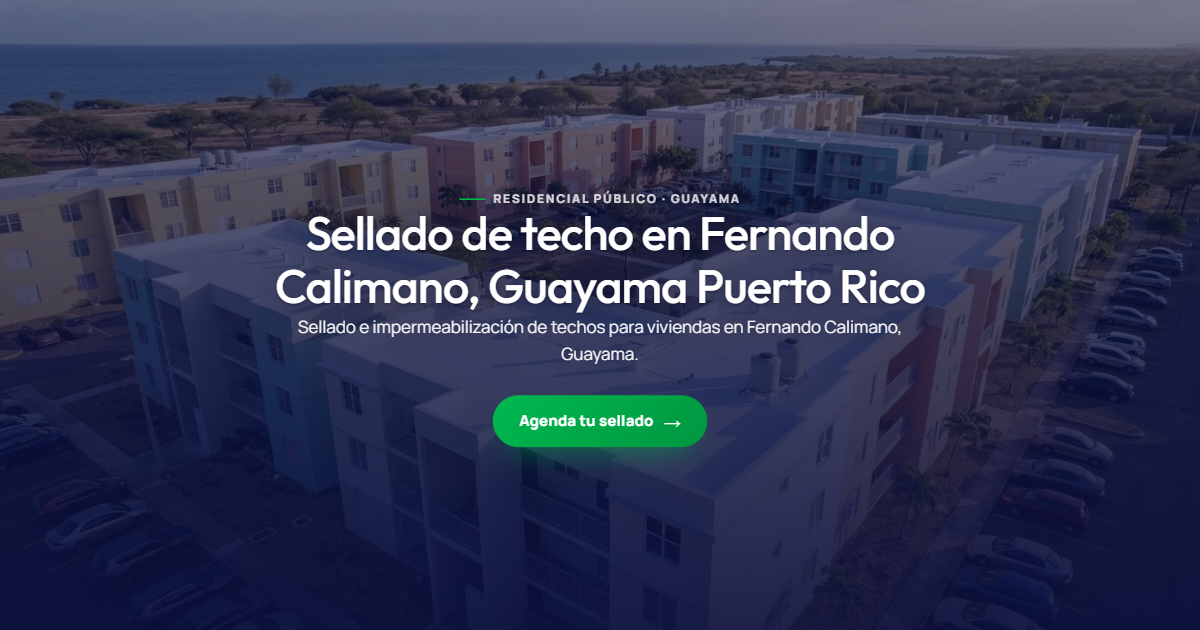 RESIDENCIAL PÚBLICO · GUAYAMA
Sellado de techo en Fernando
Calimano, Guayama Puerto Rico
Sellado e impermeabilización de techos para viviendas en Fernando Calimano,
Guayama.
Agenda tu sellado →